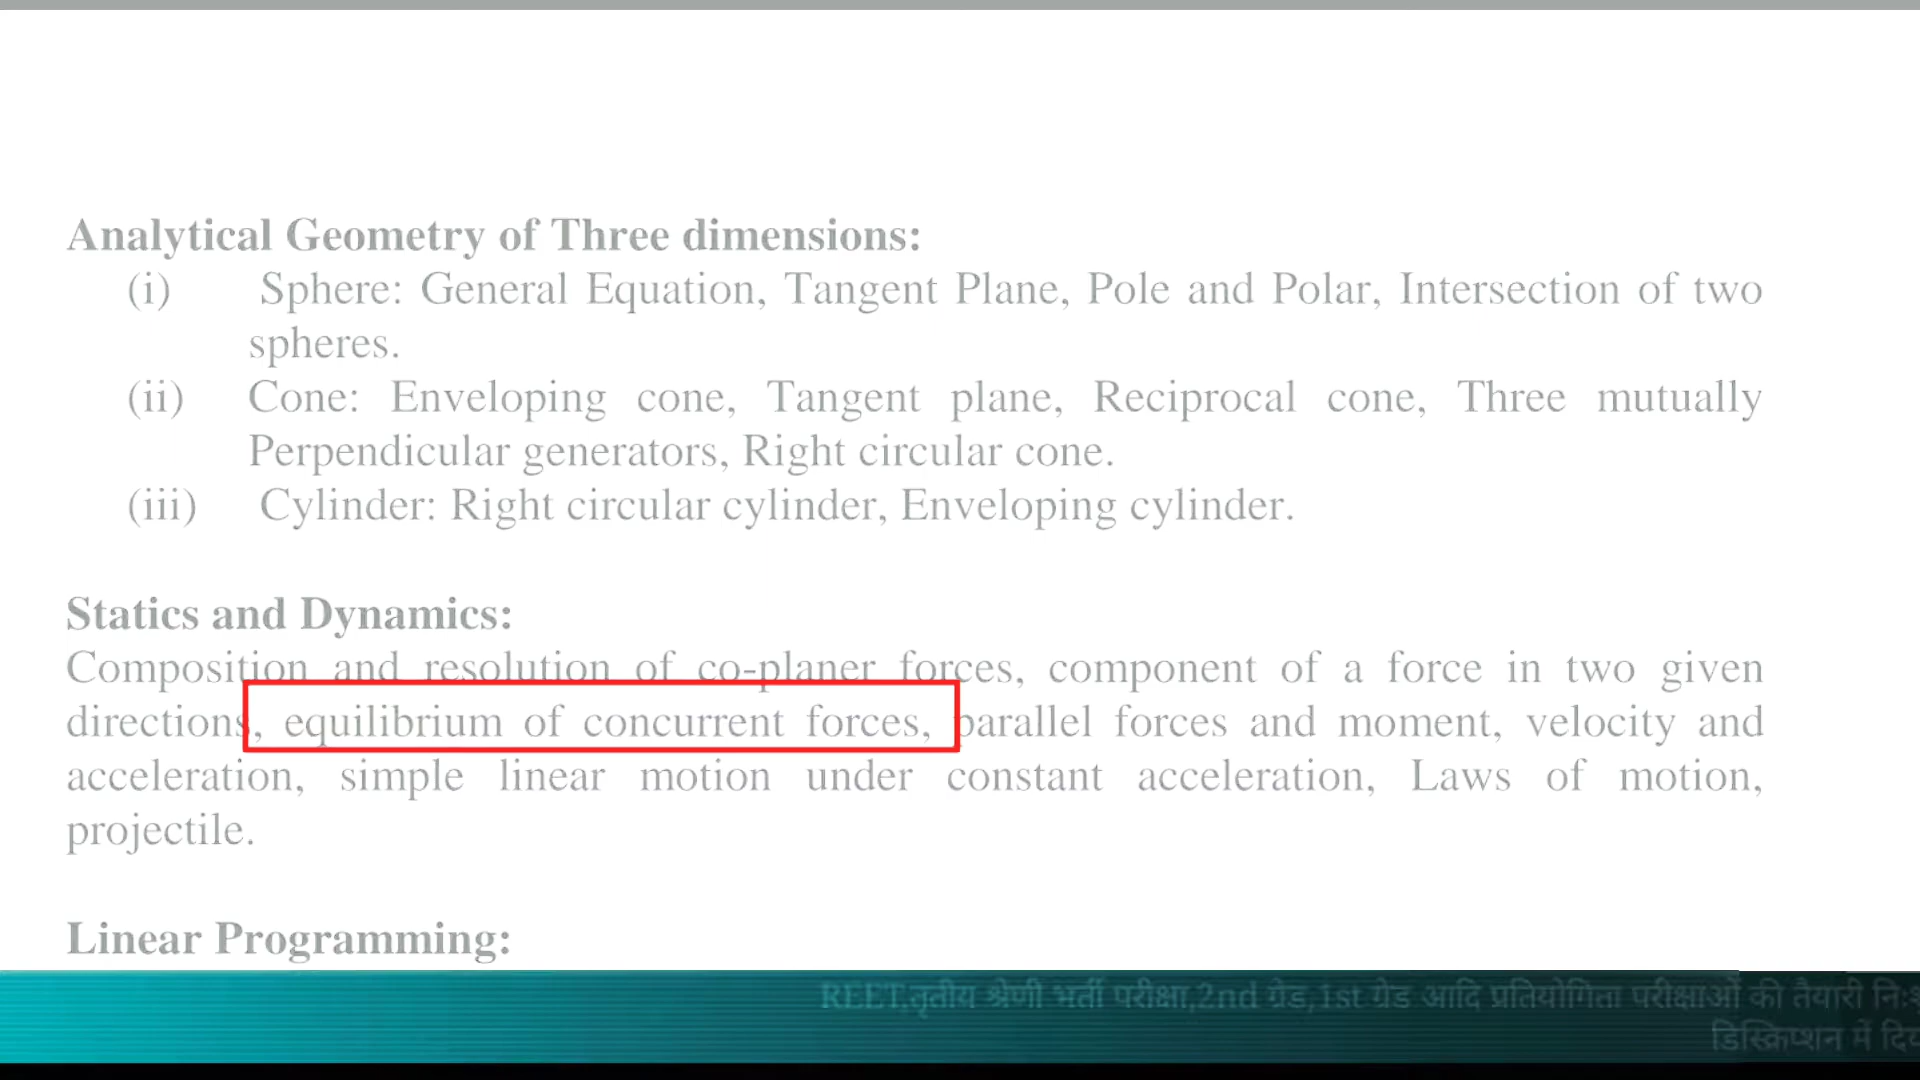 Analytical Geometry of Three dimensions:
(i) Sphere: General Equation, Tangent Plane, Pole and Polar, Intersection of two
spheres.
(ii) Cone: Enveloping cone, Tangent plane, Reciprocal cone, Three mutually
Perpendicular generators, Right circular cone.
(iii) Cylinder: Right circular cylinder, Enveloping cylinder.
Statics and Dynamics:
Composition and resolution of co-planer forces, component of a force in two given
directions, equilibrium of concurrent forces, parallel forces and moment, velocity and
acceleration, simple linear motion under constant acceleration, Laws of motion,
projectile.
Linear Programming:
REET,तृतीय श्रेणी भर्ती परीक्षा,2nd ग्रेड,1st ग्रेड आदि प्रतियोगिता परीक्षाओं की तैयारी
डिस्क्रिप्शन में